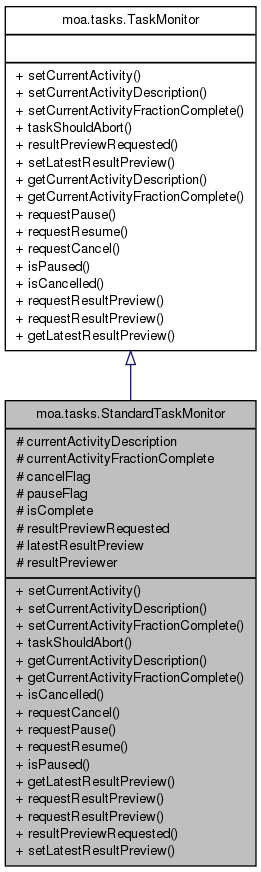 moa.tasks.TaskMonitor
+ setCurrentActivity()
+ setCurrentActivityDescription()
+ setCurrentActivityFractionComplete()
+ taskShouldAbort()
+ resultPreviewRequested()
+ setLatestResultPreview()
+ getCurrentActivityDescription()
+ getCurrentActivityFractionComplete()
+ requestPause()
+ requestResume()
+ requestCancel()
+ isPaused()
+ isCancelled()
+ requestResultPreview()
+ requestResultPreview()
+ getLatestResultPreview()
moa.tasks.StandardTaskMonitor
# currentActivityDescription
# currentActivityFractionComplete
# cancelFlag
# pauseFlag
# isComplete
# resultPreviewRequested
# latestResultPreview
# resultPreviewer
+ setCurrentActivity()
+ setCurrentActivityDescription()
+ setCurrentActivityFractionComplete()
+ taskShouldAbort()
+ getCurrentActivityDescription()
+ getCurrentActivityFractionComplete()
+ isCancelled()
+ requestCancel()
+ requestPause()
+ requestResume()
+ isPaused()
+ getLatestResultPreview()
+ requestResultPreview()
+ requestResultPreview()
+ resultPreviewRequested()
+ setLatestResultPreview()